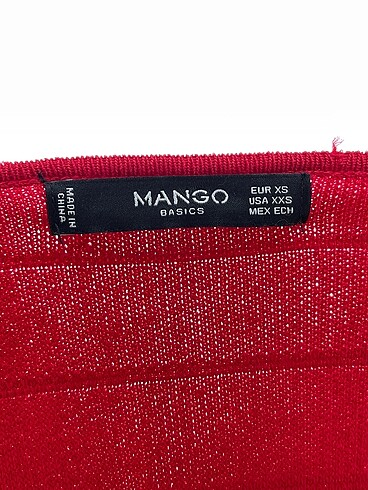 MADE IN
CHINA
MANGO
BASICS
EUR XS
USA XXS
MEX ECH